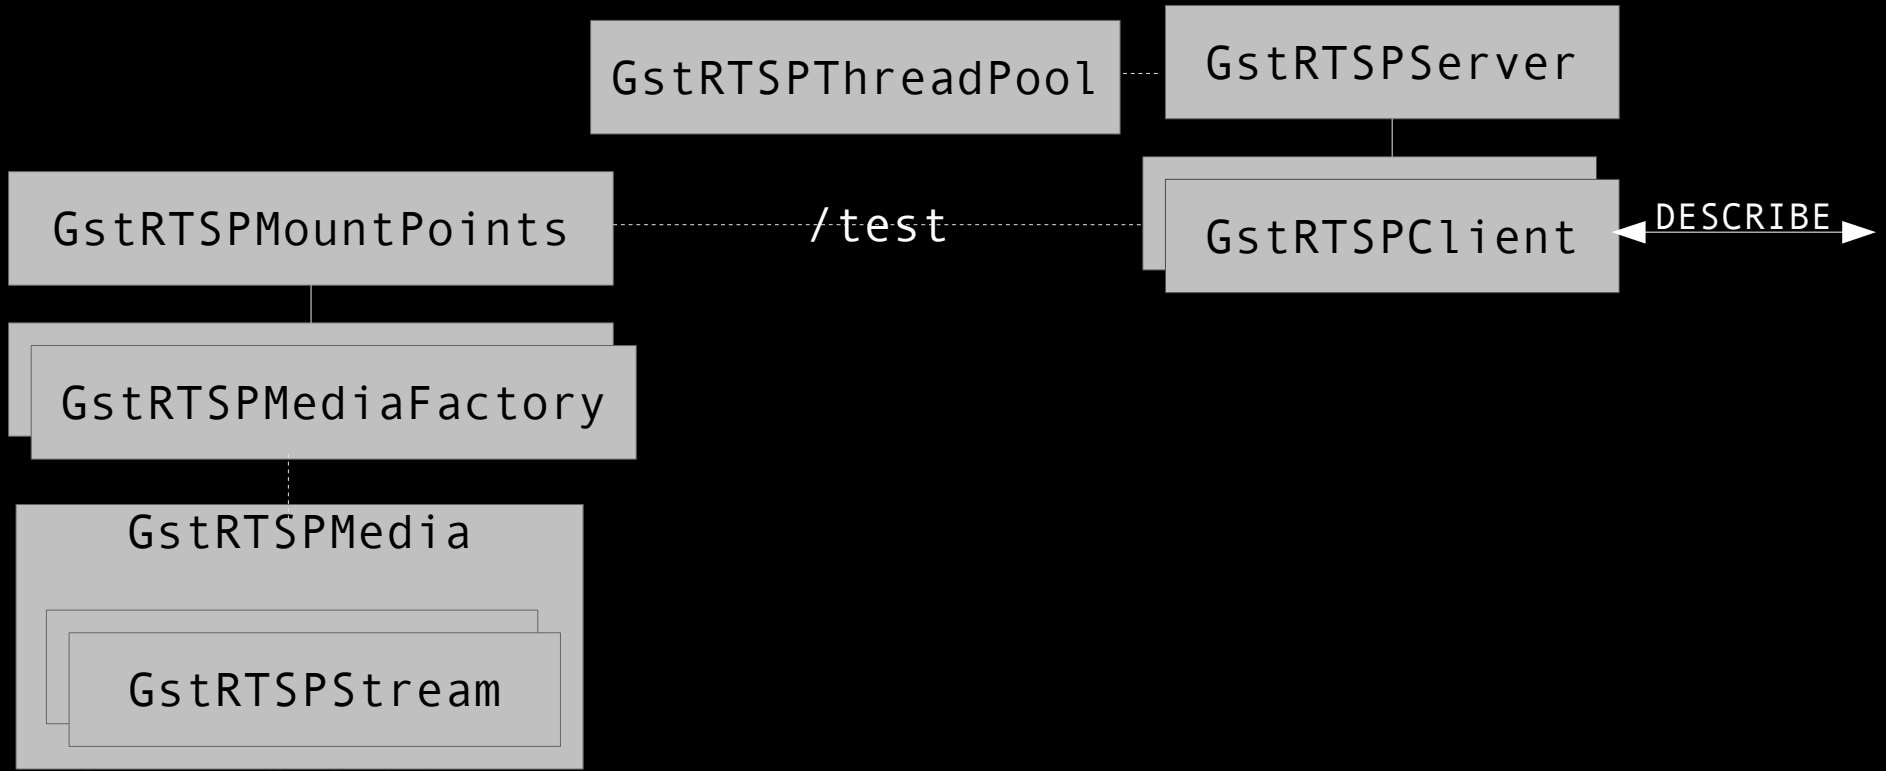 GstRTSPThreadPool
GstRTSPServer
GstRTSPMountPoints
/test
GstRTSPClient
DESCRIBE
GstRTSPMediaFactory
GstRTSPMedia
GstRTSPStream